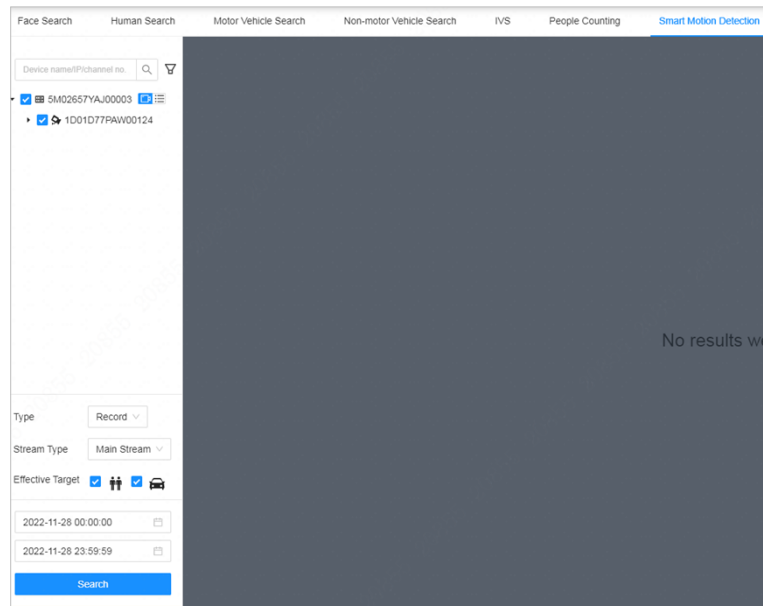 Face Search Human Search Motor Vehicle Search Non-motor Vehicle Search IVS People Counting Smart Motion Detection
Device name/IP/channel no.
5M02657YAJ00003
1D01D77PAW00124
No results we
Type Record
Stream Type Main Stream
Effective Target
2022-11-28 00:00:00
2022-11-28 23:59:59
Search